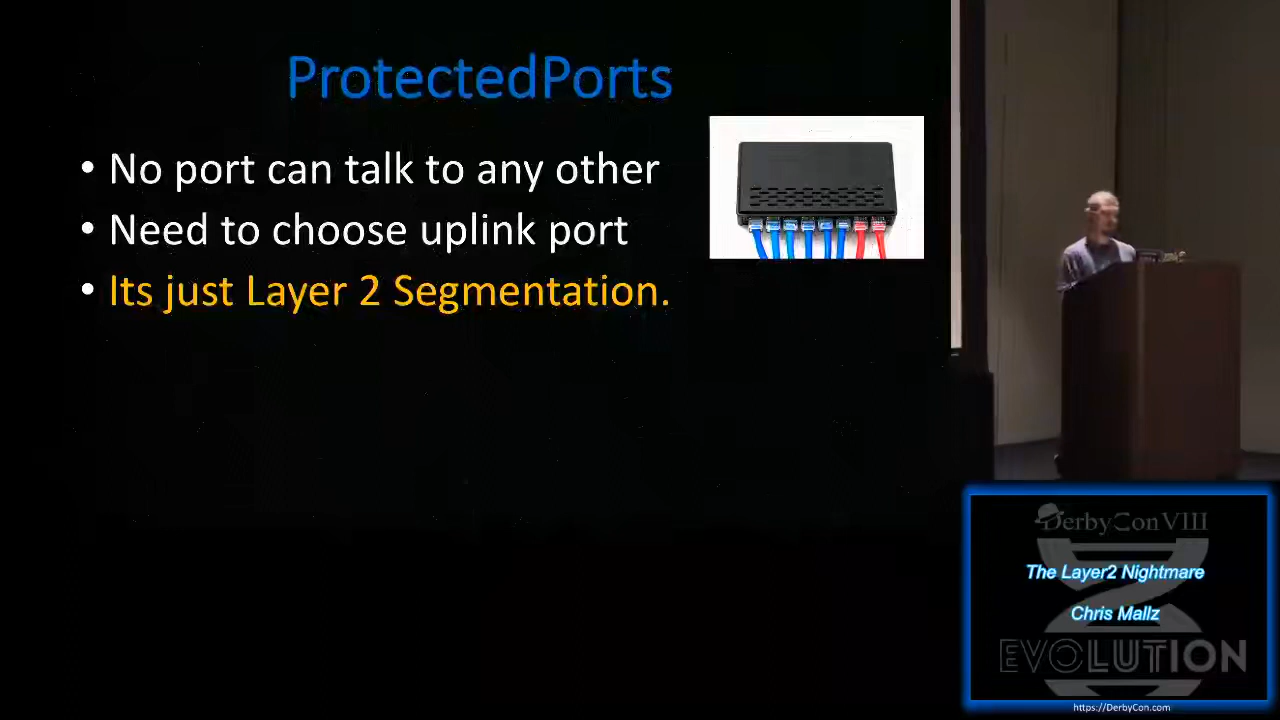 ProtectedPorts
• No port can talk to any other
• Need to choose uplink port
• Its just Layer 2 Segmentation.
DerbyCon VIII
The Layer2 Nightmare
Chris Mallz
EVOLUTION
https://DerbyCon.com